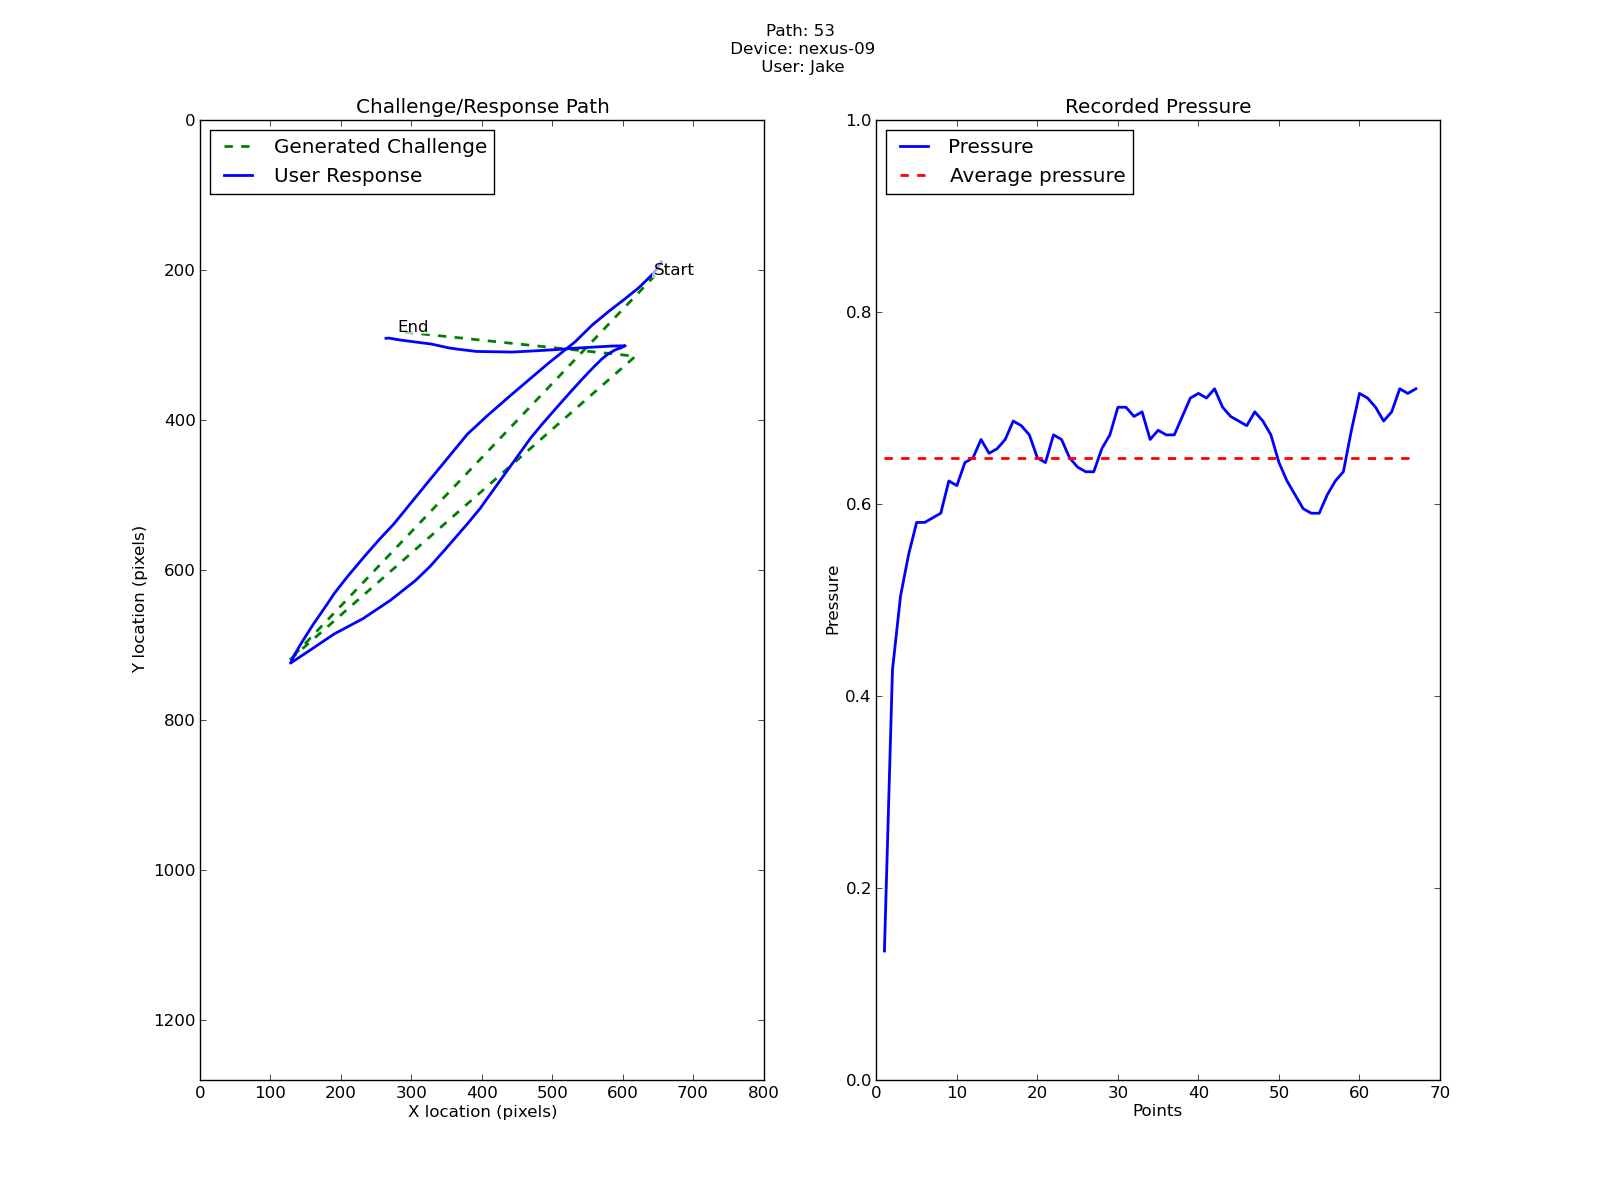 Path: 53
Device: nexus-09
User: Jake
Challenge/Response Path
Generated Challenge
User Response
Start
End
0
200
400
600
800
1000
1200
Y location (pixels)
0 100 200 300 400 500 600 700 800
X location (pixels)
Recorded Pressure
Pressure
Average pressure
1.0
0.8
0.6
0.4
0.2
0.0
Pressure
0 10 20 30 40 50 60 70
Points